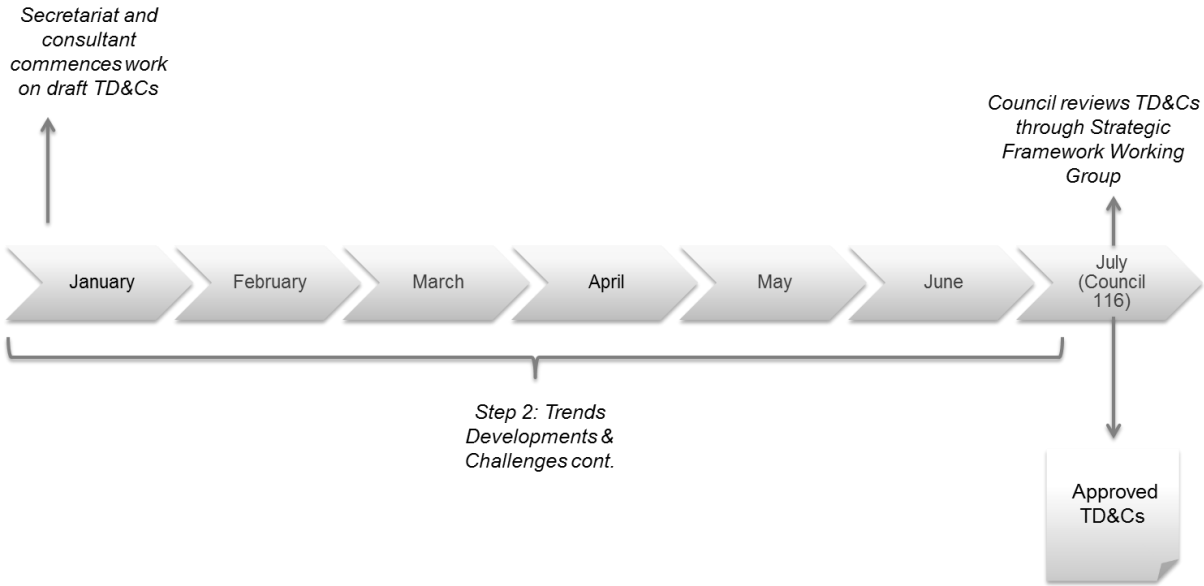 Secretariat and
consultant
commences work
on draft TD&Cs
Council reviews TD&Cs
through Strategic
Framework Working
Group
January
February
March
April
May
June
July
(Council
116)
Step 2: Trends
Developments &
Challenges cont.
Approved
TD&Cs